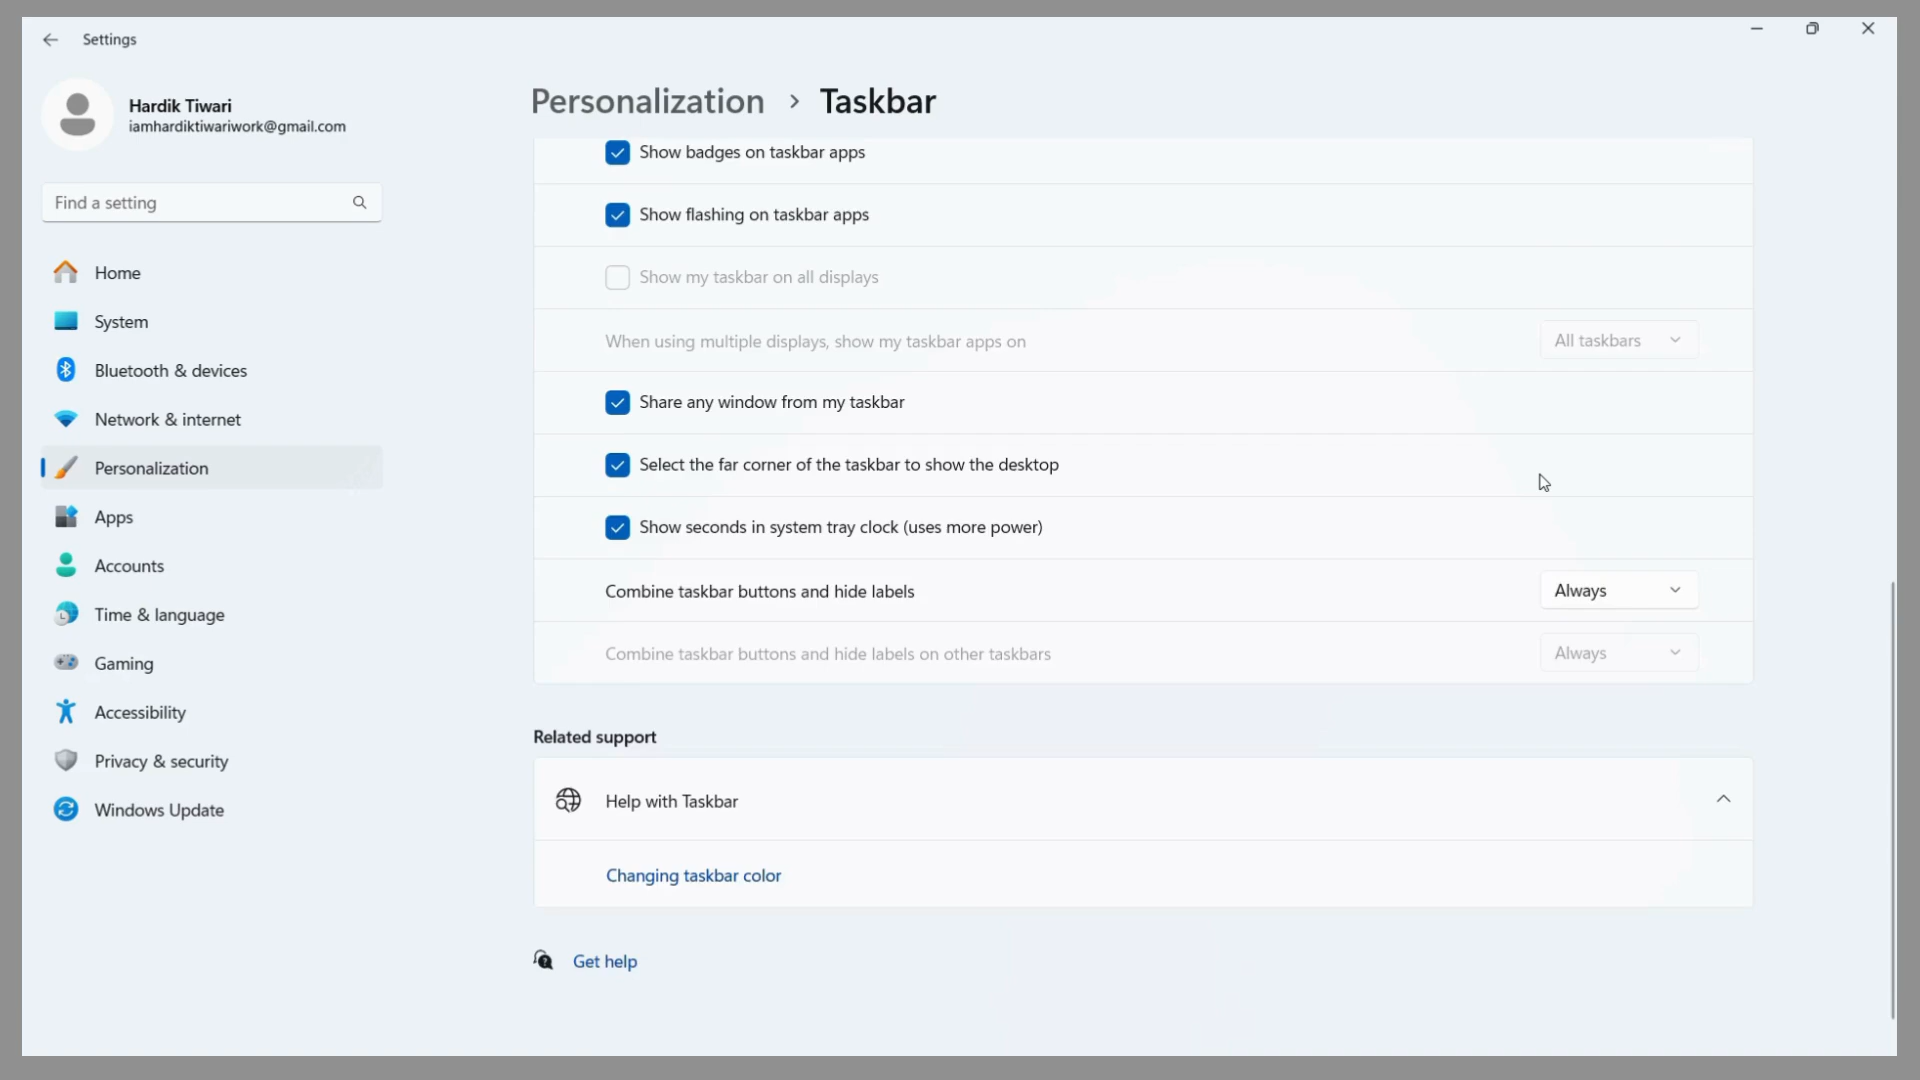 Settings
Hardik Tiwari
iamhardiktiwariwork@gmail.com
Find a setting
Home
System
Bluetooth & devices
Network & internet
Personalization
Apps
Accounts
Time & language
Gaming
Accessibility
Privacy & security
Windows Update
Personalization > Taskbar
Show badges on taskbar apps
Show flashing on taskbar apps
Show my taskbar on all displays
When using multiple displays, show my taskbar apps on All taskbars
Share any window from my taskbar
Select the far corner of the taskbar to show the desktop
Show seconds in system tray clock (uses more power)
Combine taskbar buttons and hide labels Always
Combine taskbar buttons and hide labels on other taskbars Always
Related support
Help with Taskbar
Changing taskbar color
Get help